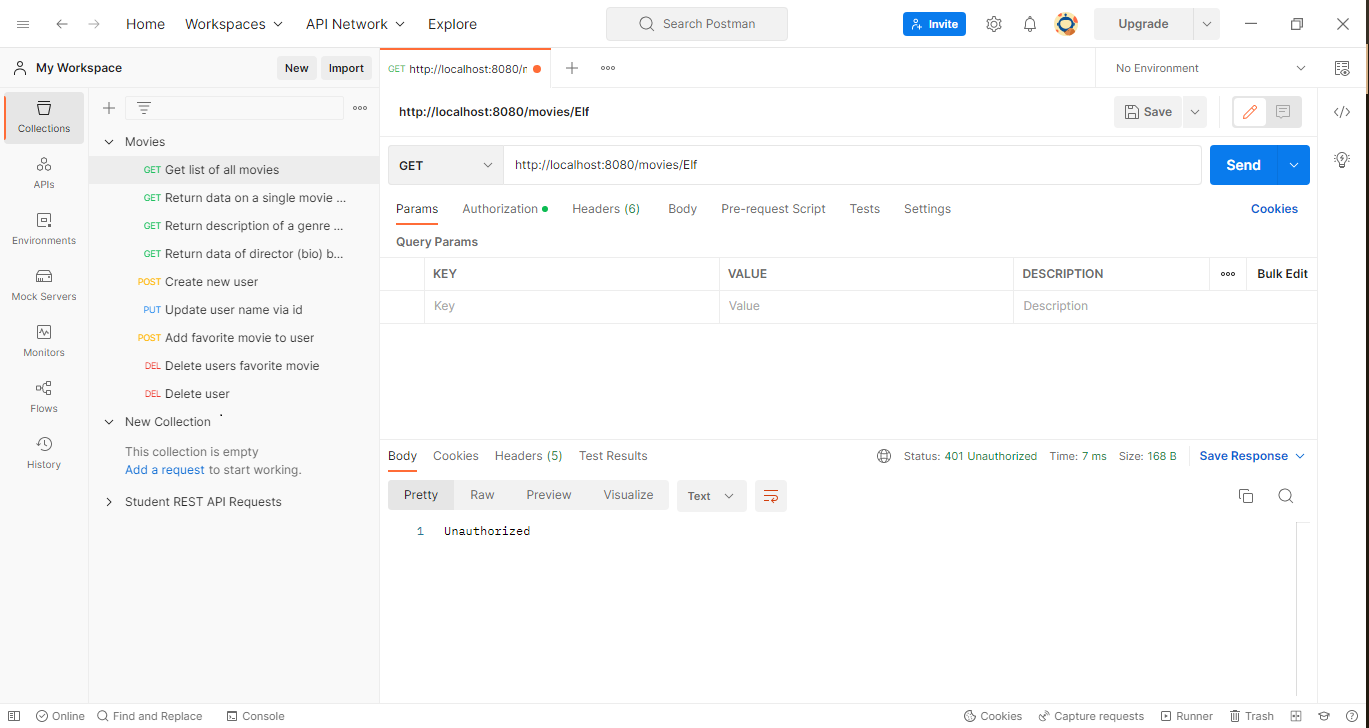 Home Workspaces API Network Explore Search Postman Invite Upgrade
My Workspace New Import GET http://localhost:8080/r No Environment
Collections
APIs
Environments
Mock Servers
Monitors
Flows
History
Movies
GET Get list of all movies
GET Return data on a single movie ...
GET Return description of a genre ...
GET Return data of director (bio) b...
POST Create new user
PUT Update user name via id
POST Add favorite movie to user
DEL Delete users favorite movie
DEL Delete user
New Collection
This collection is empty
Add a request to start working.
Student REST API Requests
http://localhost:8080/movies/Elf Save
GET http://localhost:8080/movies/Elf Send
Params Authorization Headers (6) Body Pre-request Script Tests Settings Cookies
Query Params
KEY VALUE DESCRIPTION Bulk Edit
Key Value Description
Body Cookies Headers (5) Test Results Status: 401 Unauthorized Time: 7 ms Size: 168 B Save Response
Pretty Raw Preview Visualize Text
1 Unauthorized
Online Find and Replace Console Cookies Capture requests Runner Trash